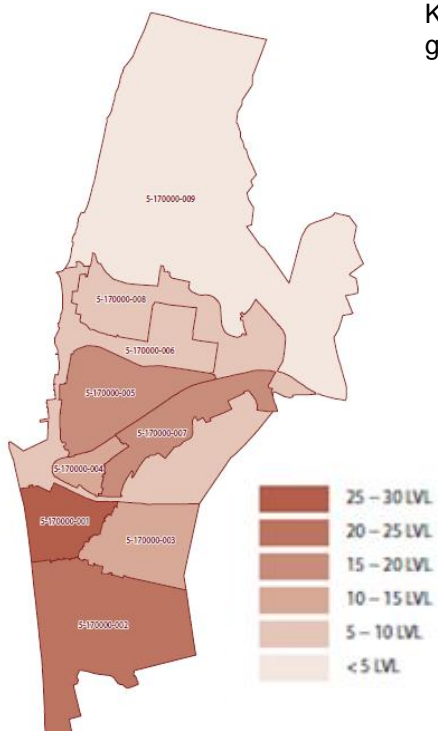 K
g
5-170000-009
5-170000-008
5-170000-006
5-170000-005
5-170000-007
5-170000-004
5-170000-001
5-170000-003
5-170000-002
25 – 30 LVL
20 – 25 LVL
15 – 20 LVL
10 – 15 LVL
5 – 10 LVL
< 5 LVL